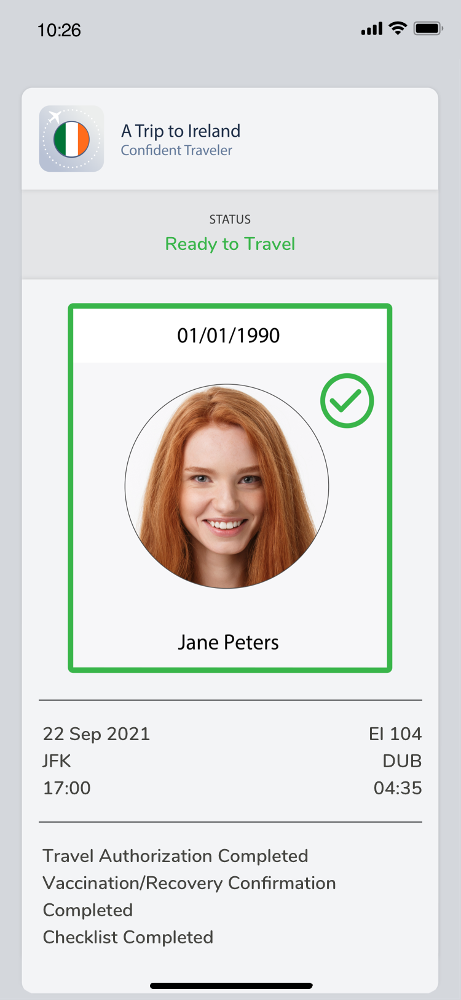 10:26
A Trip to Ireland
Confident Traveler
STATUS
Ready to Travel
01/01/1990
Jane Peters
22 Sep 2021 EI 104
JFK DUB
17:00 04:35
Travel Authorization Completed
Vaccination/Recovery Confirmation
Completed
Checklist Completed